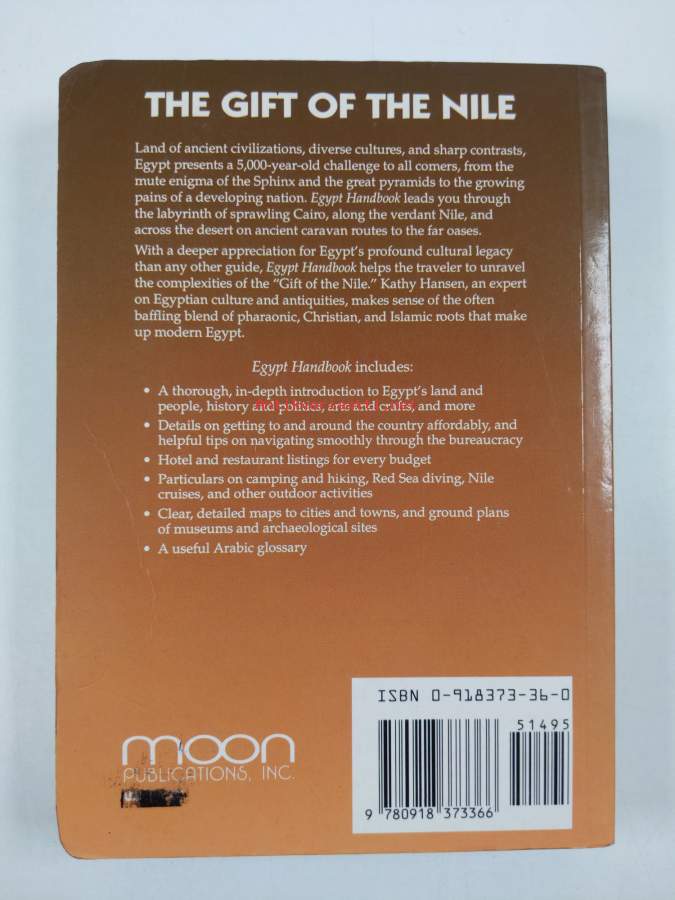 THE GIFT OF THE NILE
Land of ancient civilizations, diverse cultures, and sharp contrasts,
Egypt presents a 5,000-year-old challenge to all comers, from the
mute enigma of the Sphinx and the great pyramids to the growing
pains of a developing nation. Egypt Handbook leads you through
the labyrinth of sprawling Cairo, along the verdant Nile, and
across the desert on ancient caravan routes to the far oases.
With a deeper appreciation for Egypt's profound cultural legacy
than any other guide, Egypt Handbook helps the traveler to unravel
the complexities of the “Gift of the Nile.” Kathy Hansen, an expert
on Egyptian culture and antiquities, makes sense of the often
baffling blend of pharaonic, Christian, and Islamic roots that make
up modern Egypt.
Egypt Handbook includes:
• A thorough, in-depth introduction to Egypt's land and
people, history and politics, arts and crafts, and more
• Details on getting to and around the country affordably, and
helpful tips on navigating smoothly through the bureaucracy
• Hotel and restaurant listings for every budget
• Particulars on camping and hiking, Red Sea diving, Nile
cruises, and other outdoor activities
• Clear, detailed maps to cities and towns, and ground plans
of museums and archaeological sites
• A useful Arabic glossary
moon
PUBLICATIONS, INC.
ISBN 0-918373-36-0
51495
9 780918 373366